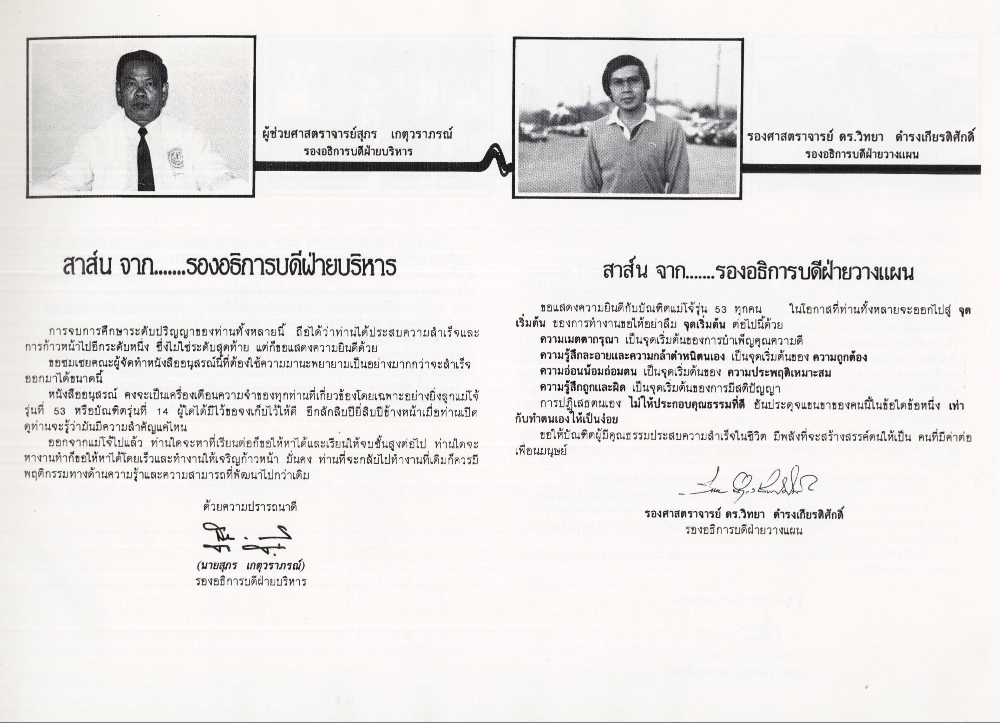 ผู้ช่วยศาสตราจารย์สุภร เกตุวราภรณ์
รองอธิการบดีฝ่ายบริหาร
สาส์น จาก.......รองอธิการบดีฝ่ายบริหาร
การจบการศึกษาระดับปริญญาของท่านทั้งหลายนี้ ถือได้ว่าท่านได้ประสบความสำเร็จและ
การก้าวหน้าไปอีกระดับหนึ่ง ซึ่งไม่ใช่ระดับสุดท้าย แต่ก็ขอแสดงความยินดีด้วย
ขอชมเชยคณะผู้จัดทำหนังสืออนุสรณ์นี้ที่ต้องใช้ความมานะพยายามเป็นอย่างมากกว่าจะสำเร็จ
ออกมาได้ขนาดนี้
หนังสืออนุสรณ์ คงจะเป็นเครื่องเตือนความจำของทุกท่านที่เกี่ยวข้องโดยเฉพาะอย่างยิ่งลูกแม่โจ้
รุ่นที่ 53 หรือบัณฑิตรุ่นที่ 14 ผู้ใดได้มีไว้ขอจงเก็บไว้ให้ดี อีกสักสิบปียี่สิบปีข้างหน้าเมื่อท่านเปิด
ดูท่านจะรู้ว่ามันมีความสำคัญแค่ไหน
ออกจากแม่โจ้ไปแล้ว ท่านใดจะหาที่เรียนต่อก็ขอให้หาได้และเรียนให้จบชั้นสูงต่อไป ท่านใดจะ
หางานทำก็ขอให้หาได้โดยเร็วและทำงานให้เจริญก้าวหน้า มั่นคง ท่านที่จะกลับไปทำงานที่เดิมก็ควรมี
พฤติกรรมทางด้านความรู้าและความสามารถที่พัฒนาไปกว่าเดิม
ด้วยความปรารถนาดี
(นายสุภร เกตุวราภรณ์)
รองอธิการบดีฝ่ายบริหาร
รองศาสตราจารย์ ดร.วิทยา ดำรงเกียรติศักดิ์
รองอธิการบดีฝ่ายวางแผน
สาส์น จาก.......รองอธิการบดีฝ่ายวางแผน
ขอแสดงความยินดีกับบัณฑิตแม่โจ้รุ่น 53 ทุกคน ในโอกาสที่ท่านทั้งหลายจะออกไปสู่ จุด
เริ่มต้น ของการทำงานขอให้อย่าลืม จุดเริ่มต้น ต่อไปนี้ด้วย
ความเมตตากรุณา เป็นจุดเริ่มต้นของการบำเพ็ญคุณความดี
ความรู้สึกละอายและความกล้าตำหนิตนเอง เป็นจุดเริ่มต้นของ ความถูกต้อง
ความอ่อนน้อมถ่อมตน เป็นจุดเริ่มต้นของ ความประพฤติเหมาะสม
ความรู้สึกถูกและผิด เป็นจุดเริ่มต้นของการมีสติปัญญา
การปฏิเสธตนเอง ไม่ให้ประกอบคุณธรรมที่ดี อันประดุจแขนขาของคนนี้ในข้อใดข้อหนึ่ง เท่า
กับทำตนเองให้เป็นง่อย
ขอให้บัณฑิตผู้มีคุณธรรมประสบความสำเร็จในชีวิต มีพลังที่จะสร้างสรรค์ตนให้เป็น คนที่มีค่าต่อ
เพื่อนมนุษย์
รองศาสตราจารย์ ดร.วิทยา ดำรงเกียรติศักดิ์
รองอธิการบดีฝ่ายวางแผน